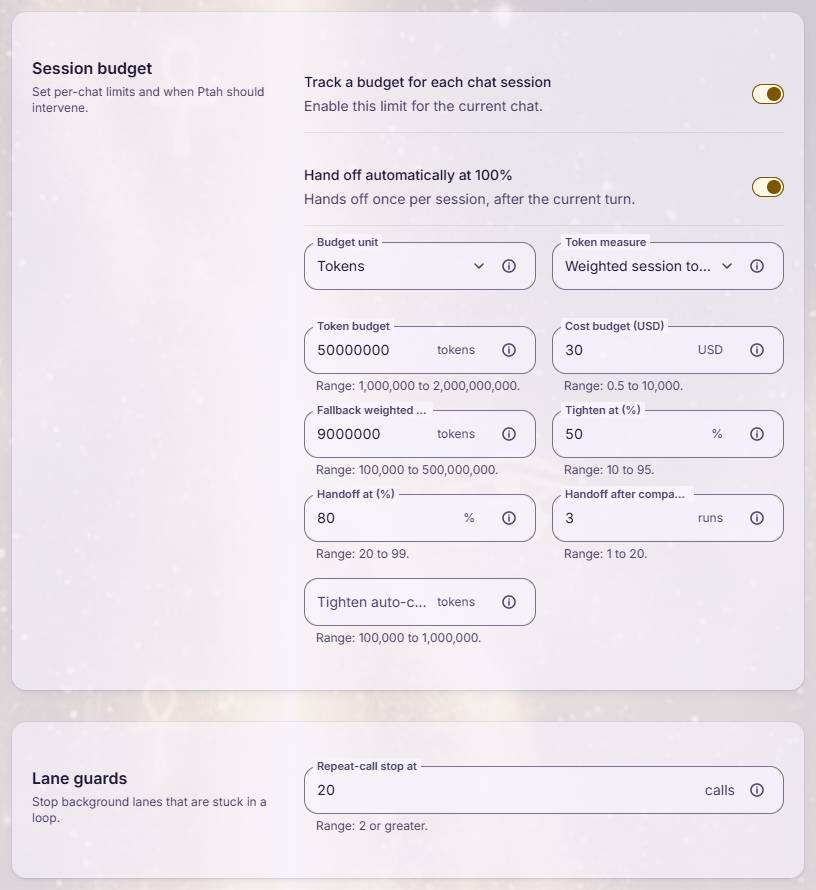 Session budget
Set per-chat limits and when Ptah should
intervene.
Track a budget for each chat session
Enable this limit for the current chat.
Hand off automatically at 100%
Hands off once per session, after the current turn.
Budget unit
Tokens
Token measure
Weighted session to...
Token budget
50000000 tokens
Range: 1,000,000 to 2,000,000,000.
Cost budget (USD)
30 USD
Range: 0.5 to 10,000.
Fallback weighted ...
9000000 tokens
Range: 100,000 to 500,000,000.
Tighten at (%)
50 %
Range: 10 to 95.
Handoff at (%)
80 %
Range: 20 to 99.
Handoff after compa...
3 runs
Range: 1 to 20.
Tighten auto-c... tokens
Range: 100,000 to 1,000,000.
Lane guards
Stop background lanes that are stuck in a
loop.
Repeat-call stop at
20 calls
Range: 2 or greater.